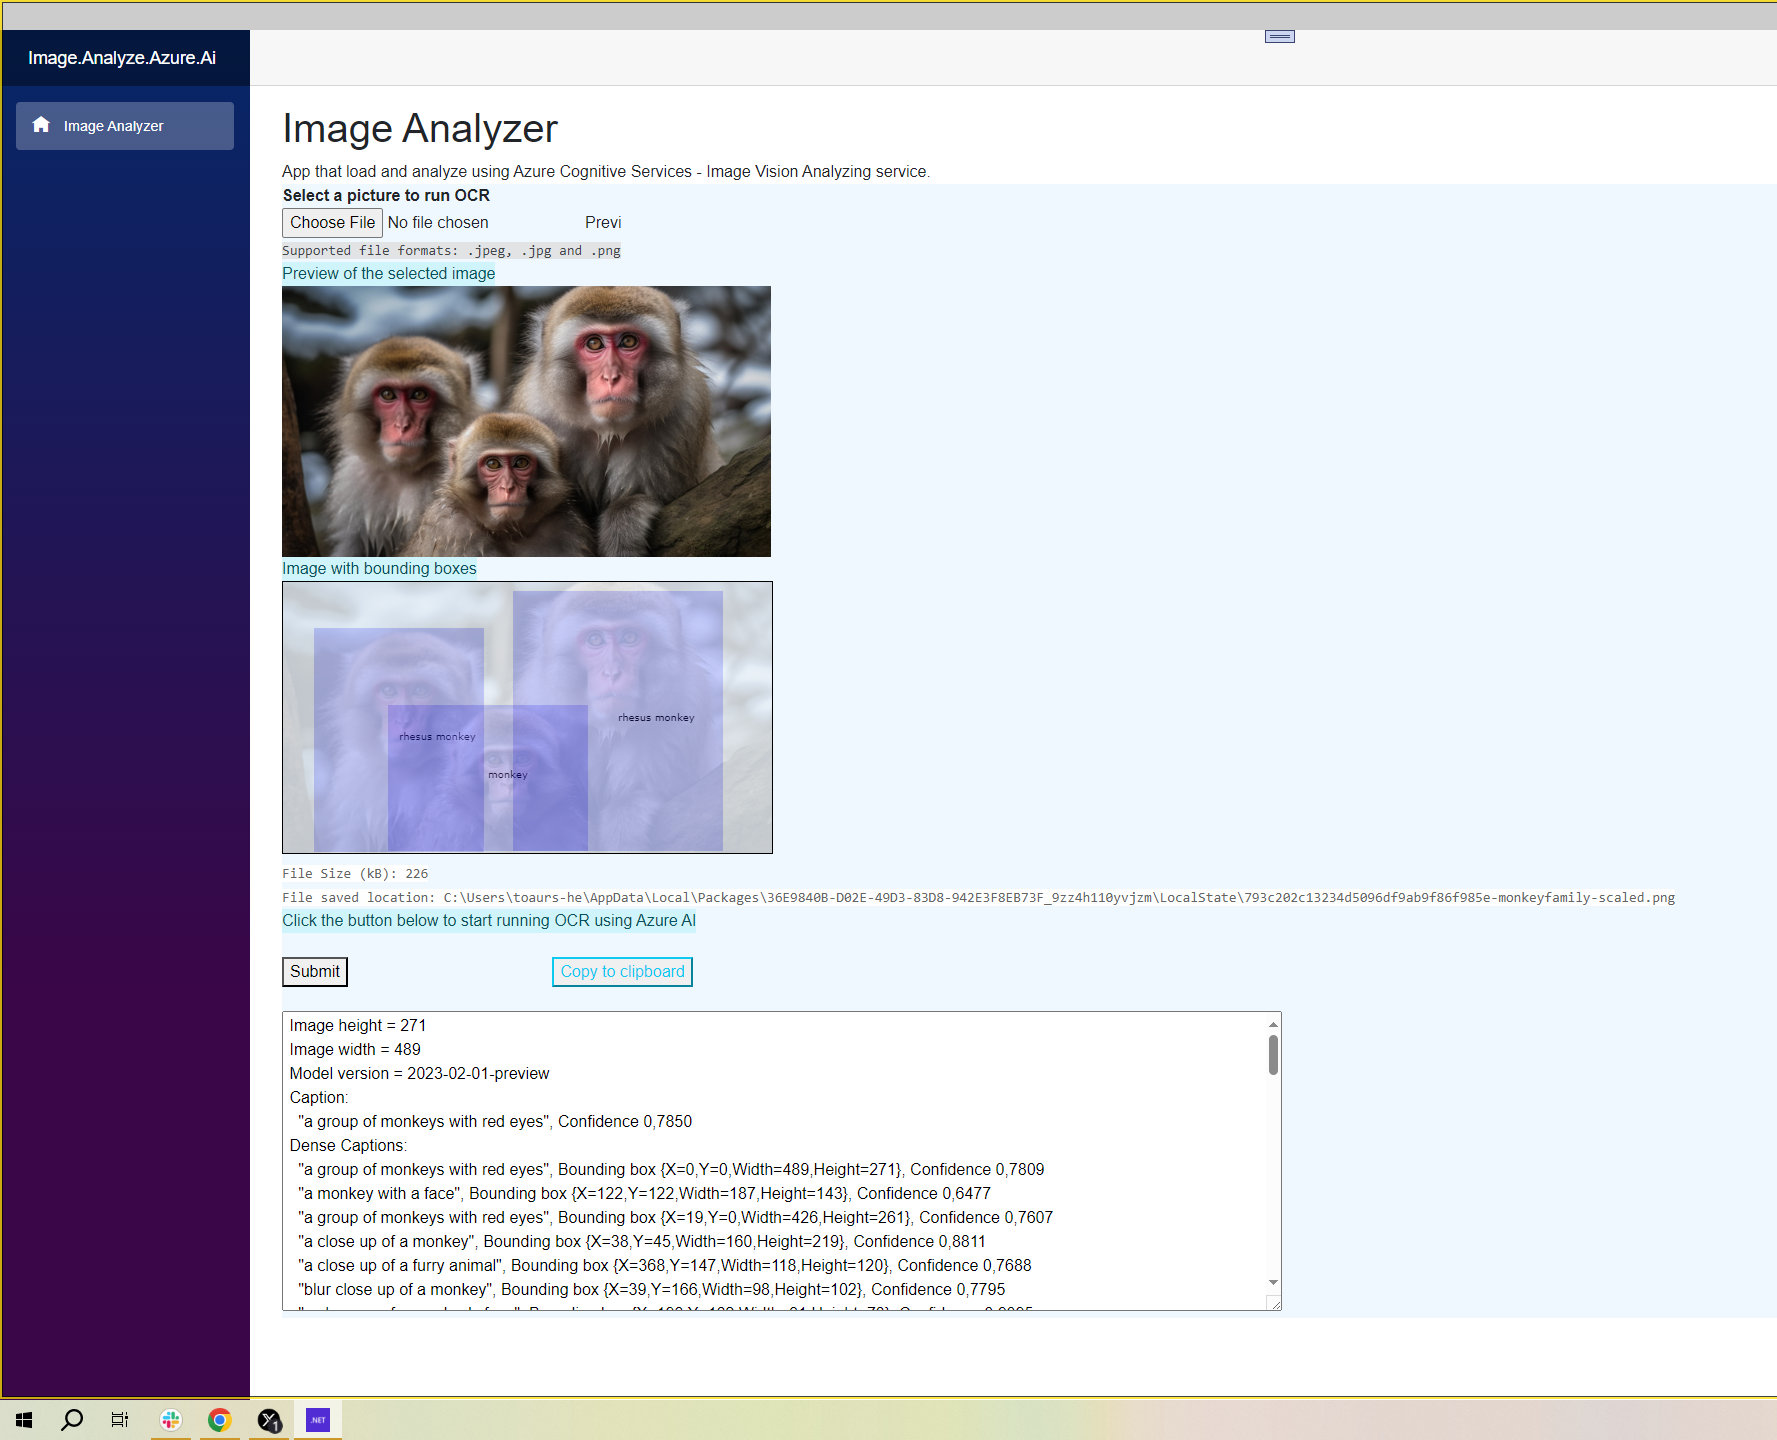 Image.Analyze.Azure.Ai
Image Analyzer
Image Analyzer
App that load and analyze using Azure Cognitive Services - Image Vision Analyzing service.
Select a picture to run OCR
Choose File No file chosen Previ
Supported file formats: .jpeg, .jpg and .png
Preview of the selected image
Image with bounding boxes
rhesus monkey
rhesus monkey
monkey
File Size (kB): 226
File saved location: C:\Users\toaurs-he\AppData\Local\Packages\36E9840B-D02E-49D3-83D8-942E3F8EB73F_9zz4h110yvjzm\LocalState\793c202c13234d5096df9ab9f86f985e-monkeyfamily-scaled.png
Click the button below to start running OCR using Azure AI
Submit Copy to clipboard
Image height = 271
Image width = 489
Model version = 2023-02-01-preview
Caption:
"a group of monkeys with red eyes", Confidence 0,7850
Dense Captions:
"a group of monkeys with red eyes", Bounding box {X=0,Y=0,Width=489,Height=271}, Confidence 0,7809
"a monkey with a face", Bounding box {X=122,Y=122,Width=187,Height=143}, Confidence 0,6477
"a group of monkeys with red eyes", Bounding box {X=19,Y=0,Width=426,Height=261}, Confidence 0,7607
"a close up of a monkey", Bounding box {X=38,Y=45,Width=160,Height=219}, Confidence 0,8811
"a close up of a furry animal", Bounding box {X=368,Y=147,Width=118,Height=120}, Confidence 0,7688
"blur close up of a monkey", Bounding box {X=39,Y=166,Width=98,Height=102}, Confidence 0,7795
.NET